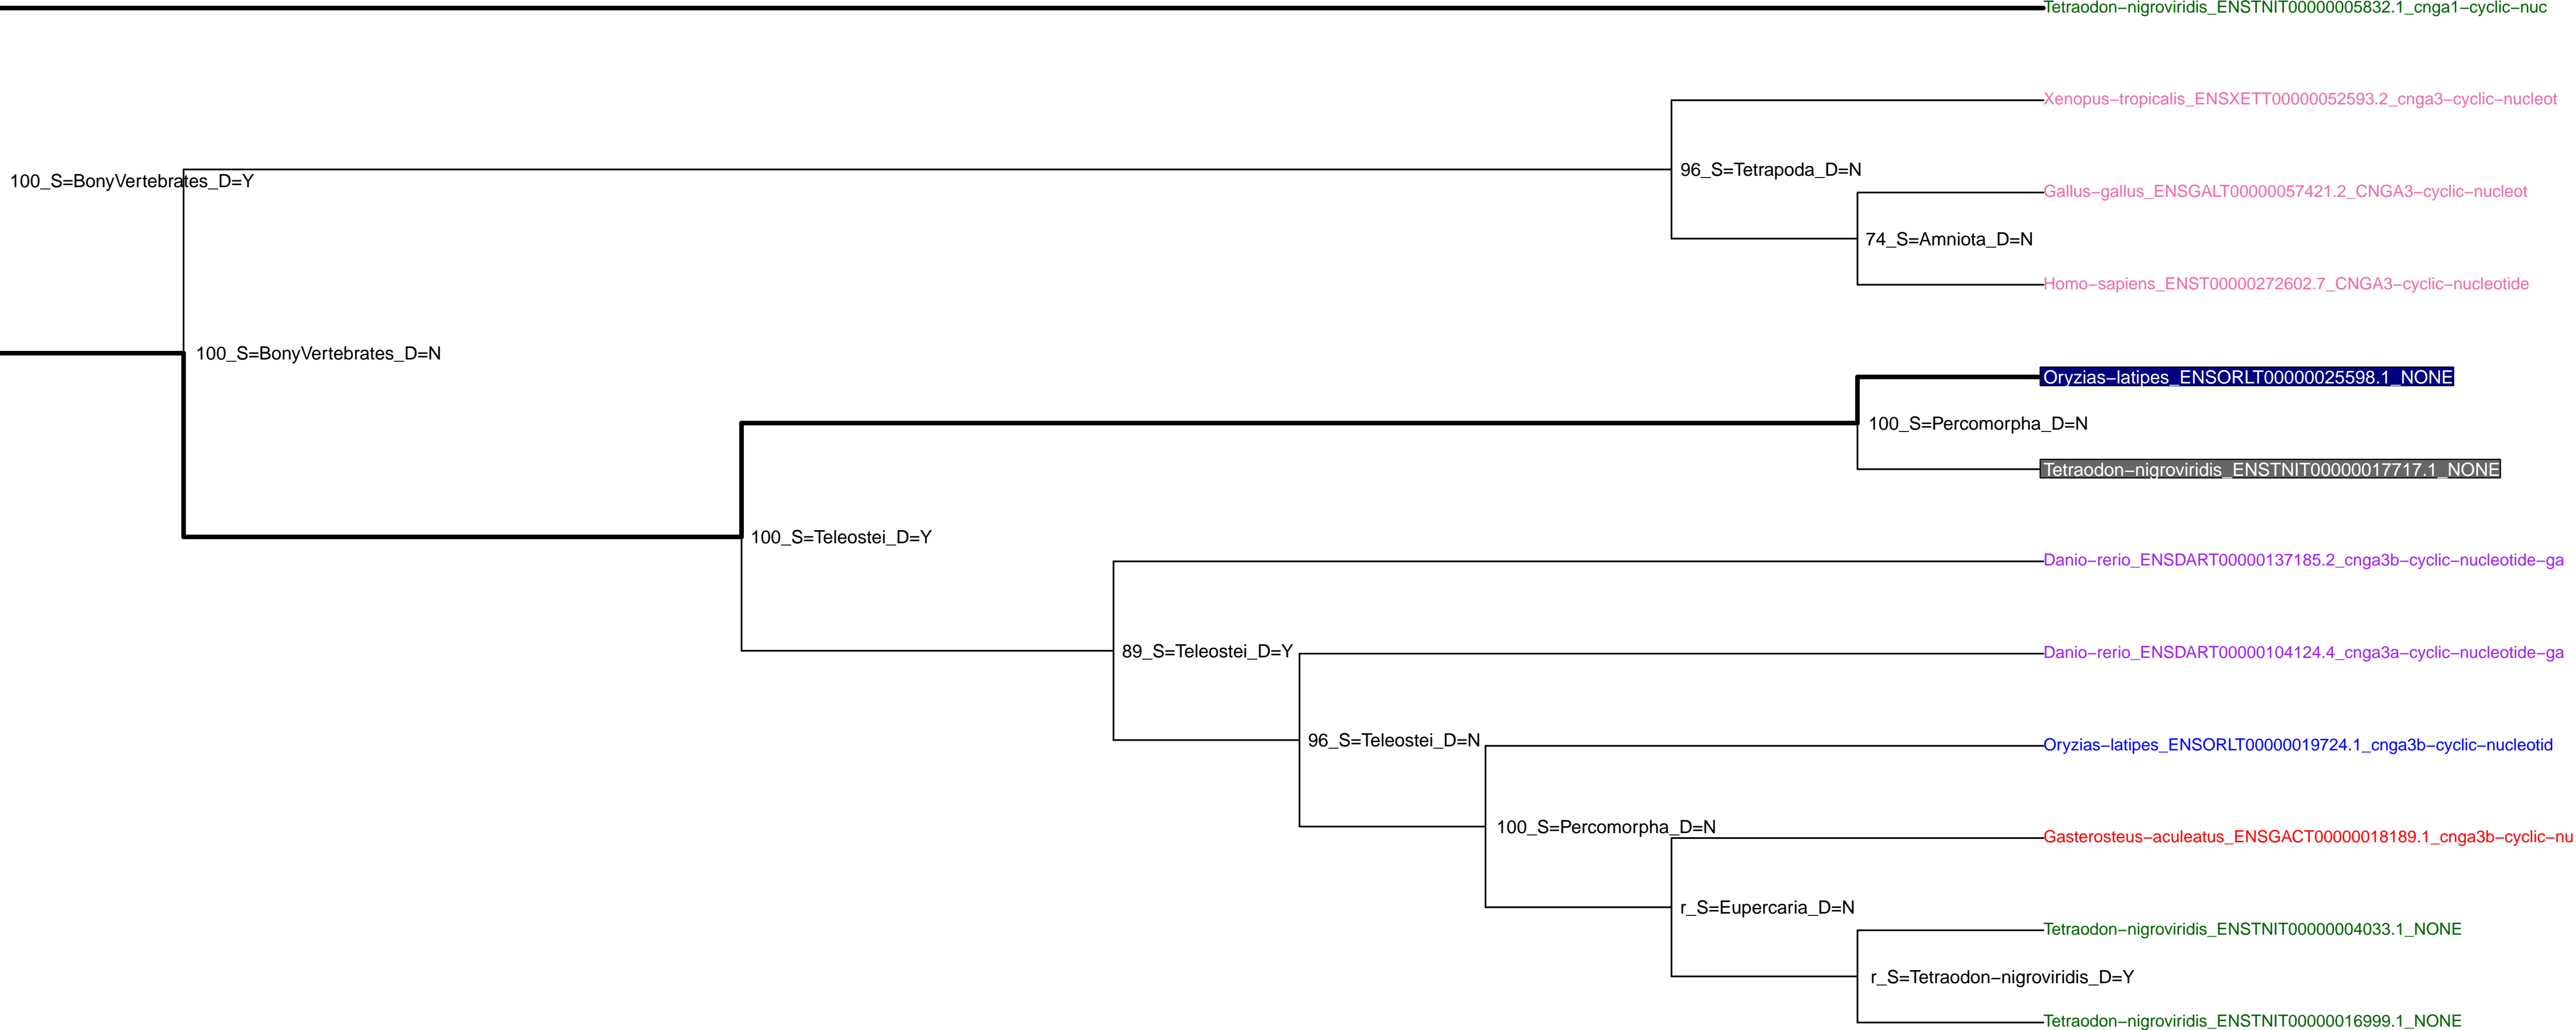 Tetraodon−nigroviridis_ENSTNIT00000005832.1_cnga1−cyclic−nuc
Xenopus−tropicalis_ENSXETT00000052593.2_cnga3−cyclic−nucleot
100_S=BonyVertebrates_D=Y
96_S=Tetrapoda_D=N
Gallus−gallus_ENSGALT00000057421.2_CNGA3−cyclic−nucleot
74_S=Amniota_D=N
Homo−sapiens_ENST00000272602.7_CNGA3−cyclic−nucleotide
100_S=BonyVertebrates_D=N
Oryzias−latipes_ENSORLT00000025598.1_NONE
100_S=Percomorpha_D=N
Tetraodon−nigroviridis_ENSTNIT00000017717.1_NONE
100_S=Teleostei_D=Y
Danio−rerio_ENSDART00000137185.2_cnga3b−cyclic−nucleotide−ga
89_S=Teleostei_D=Y
Danio−rerio_ENSDART00000104124.4_cnga3a−cyclic−nucleotide−ga
96_S=Teleostei_D=N
Oryzias−latipes_ENSORLT00000019724.1_cnga3b−cyclic−nucleotid
100_S=Percomorpha_D=N
Gasterosteus−aculeatus_ENSGACT00000018189.1_cnga3b−cyclic−nu
r_S=Eupercaria_D=N
Tetraodon−nigroviridis_ENSTNIT00000004033.1_NONE
r_S=Tetraodon−nigroviridis_D=Y
Tetraodon−nigroviridis_ENSTNIT00000016999.1_NONE